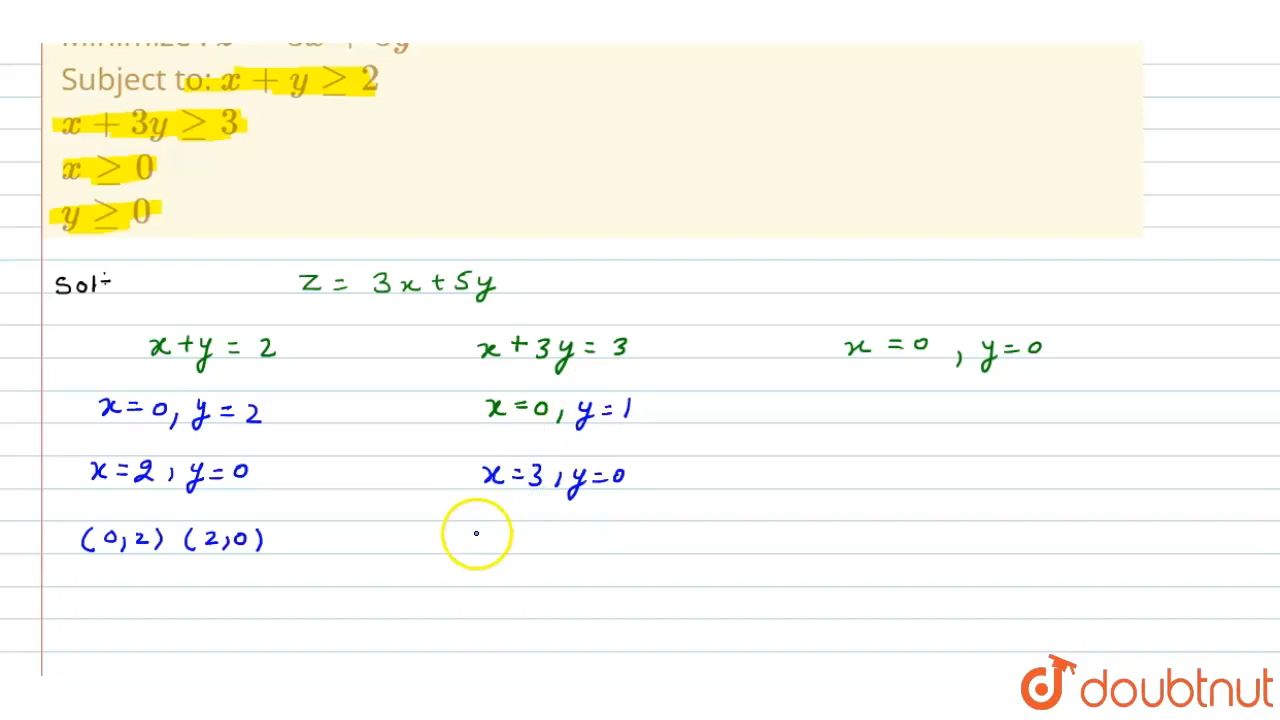 Subject to: x + y ≥ 2
x + 3y ≥ 3
x ≥ 0
y ≥ 0
Sol:- z = 3x + 5y
x + y = 2 x + 3y = 3 x = 0 , y = 0
x = 0, y = 2 x = 0, y = 1
x = 2, y = 0 x = 3, y = 0
(0,2) (2,0)
doubtnut